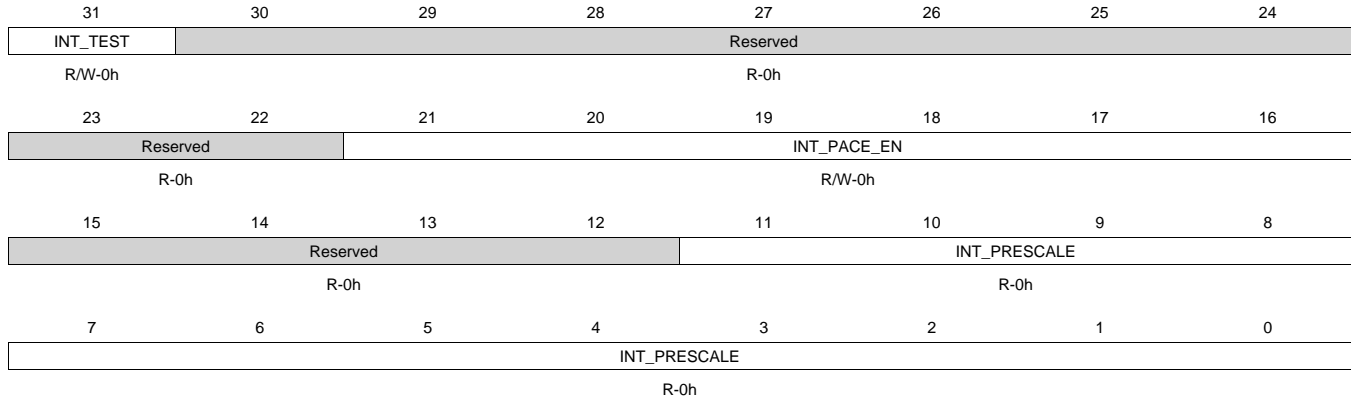 31 30 29 28 27 26 25 24
INT_TEST Reserved
R/W-0h R-0h
23 22 21 20 19 18 17 16
Reserved INT_PACE_EN
R-0h R/W-0h
15 14 13 12 11 10 9 8
Reserved INT_PRESCALE
R-0h R-0h
7 6 5 4 3 2 1 0
INT_PRESCALE
R-0h